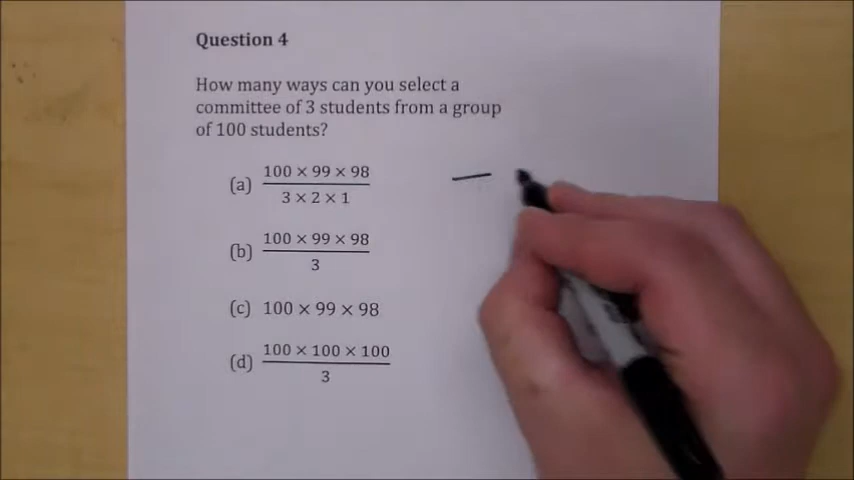 Question 4
How many ways can you select a
committee of 3 students from a group
of 100 students?
(a) 100 × 99 × 98
3 × 2 × 1
(b) 100 × 99 × 98
3
(c) 100 × 99 × 98
(d) 100 × 100 × 100
3